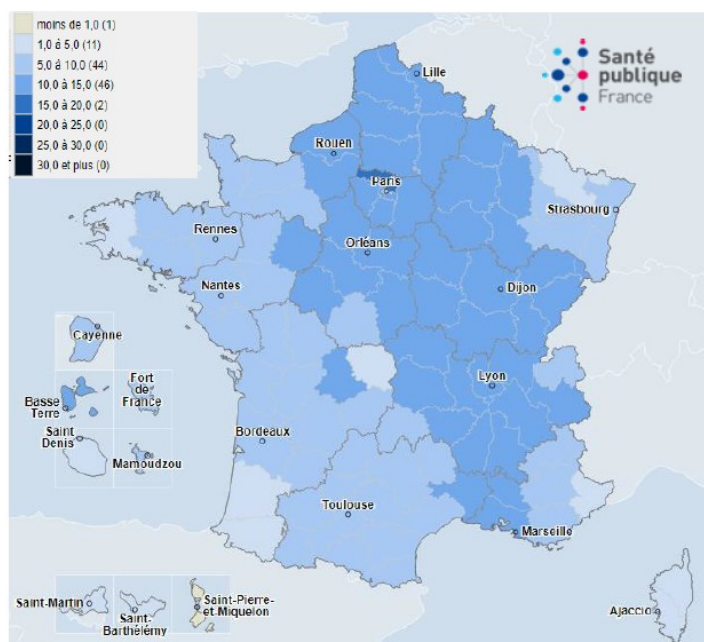 moins de 1,0 (1)
1,0 à 5,0 (11)
5,0 à 10,0 (44)
10,0 à 15,0 (46)
15,0 à 20,0 (2)
20,0 à 25,0 (0)
25,0 à 30,0 (0)
30,0 et plus (0)
Santé
publique
France
Lille
Rouen
Paris
Strasbourg
Rennes
Orléans
Nantes
Dijon
Cayenne
Lyon
Fort
de
France
Basse
Terre
Saint
Denis
Mamoudzou
Bordeaux
Toulouse
Marseille
Saint-Martin
Saint-
Barthélémy
Saint-Pierre-
et-Miquelon
Ajaccio